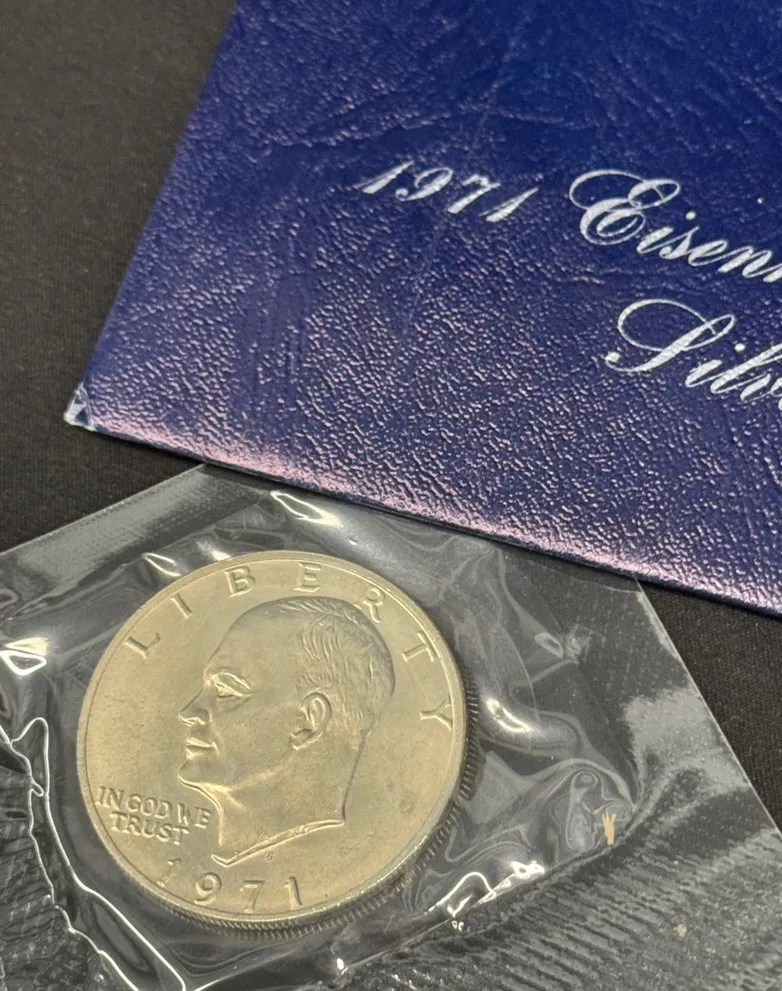 1971 Eisen
Silv
LIBERTY
IN GOD WE
TRUST
S
1971